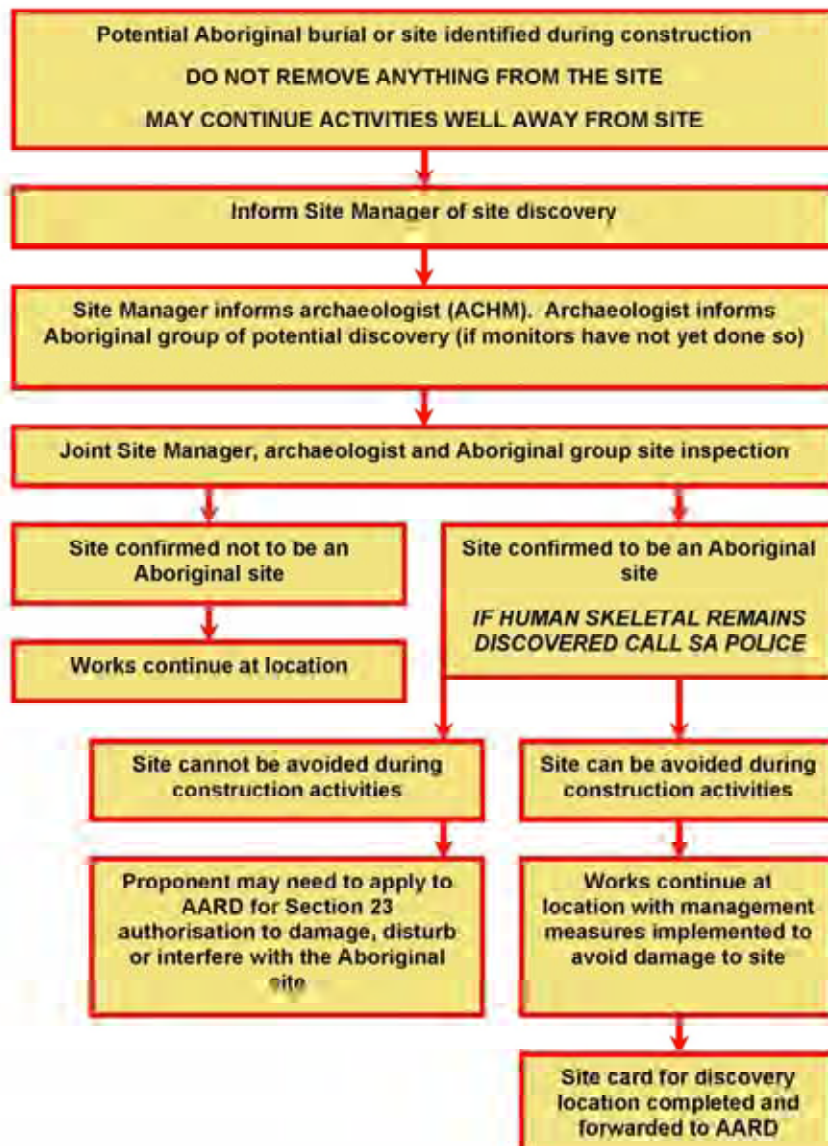 Potential Aboriginal burial or site identified during construction
DO NOT REMOVE ANYTHING FROM THE SITE
MAY CONTINUE ACTIVITIES WELL AWAY FROM SITE
Inform Site Manager of site discovery
Site Manager informs archaeologist (ACHM). Archaeologist informs
Aboriginal group of potential discovery (if monitors have not yet done so)
Joint Site Manager, archaeologist and Aboriginal group site inspection
Site confirmed not to be an
Aboriginal site
Works continue at location
Site confirmed to be an Aboriginal
site
IF HUMAN SKELETAL REMAINS
DISCOVERED CALL SA POLICE
Site cannot be avoided during
construction activities
Proponent may need to apply to
AARD for Section 23
authorisation to damage, disturb
or interfere with the Aboriginal
site
Site can be avoided during
construction activities
Works continue at
location with management
measures implemented to
avoid damage to site
Site card for discovery
location completed and
forwarded to AARD